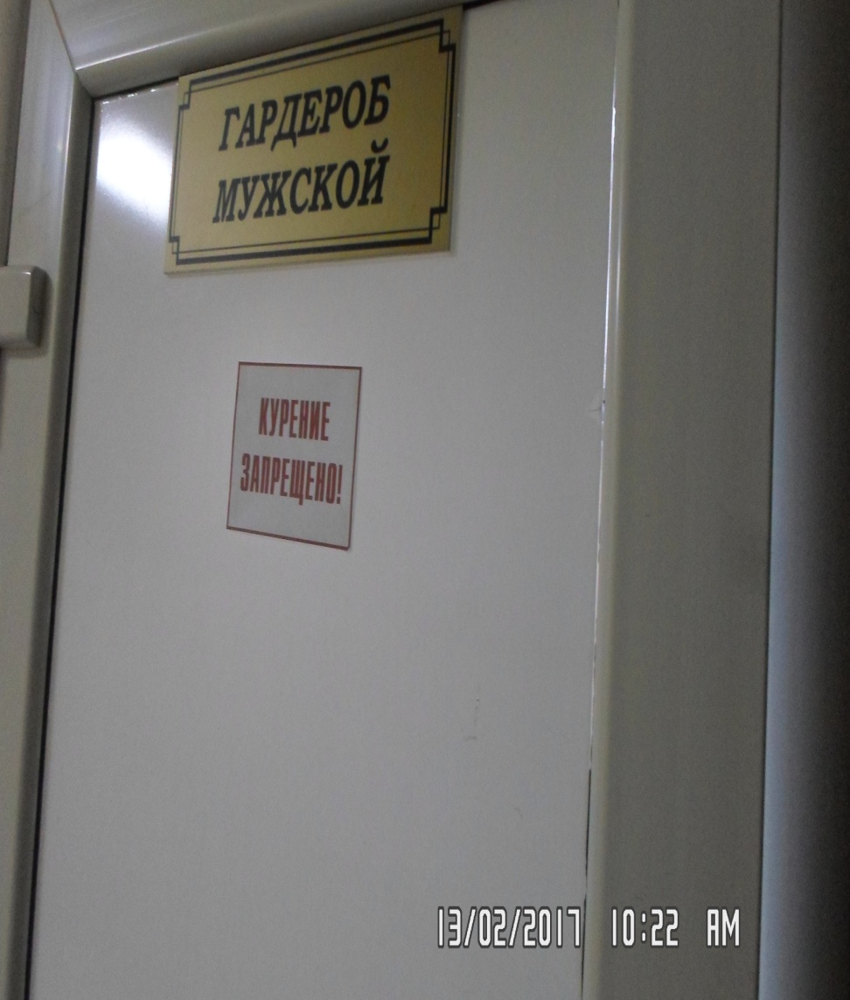 ГАРДЕРОБ
МУЖСКОЙ
КУРЕНИЕ
ЗАПРЕЩЕНО!
13/02/2017 10:22 AM